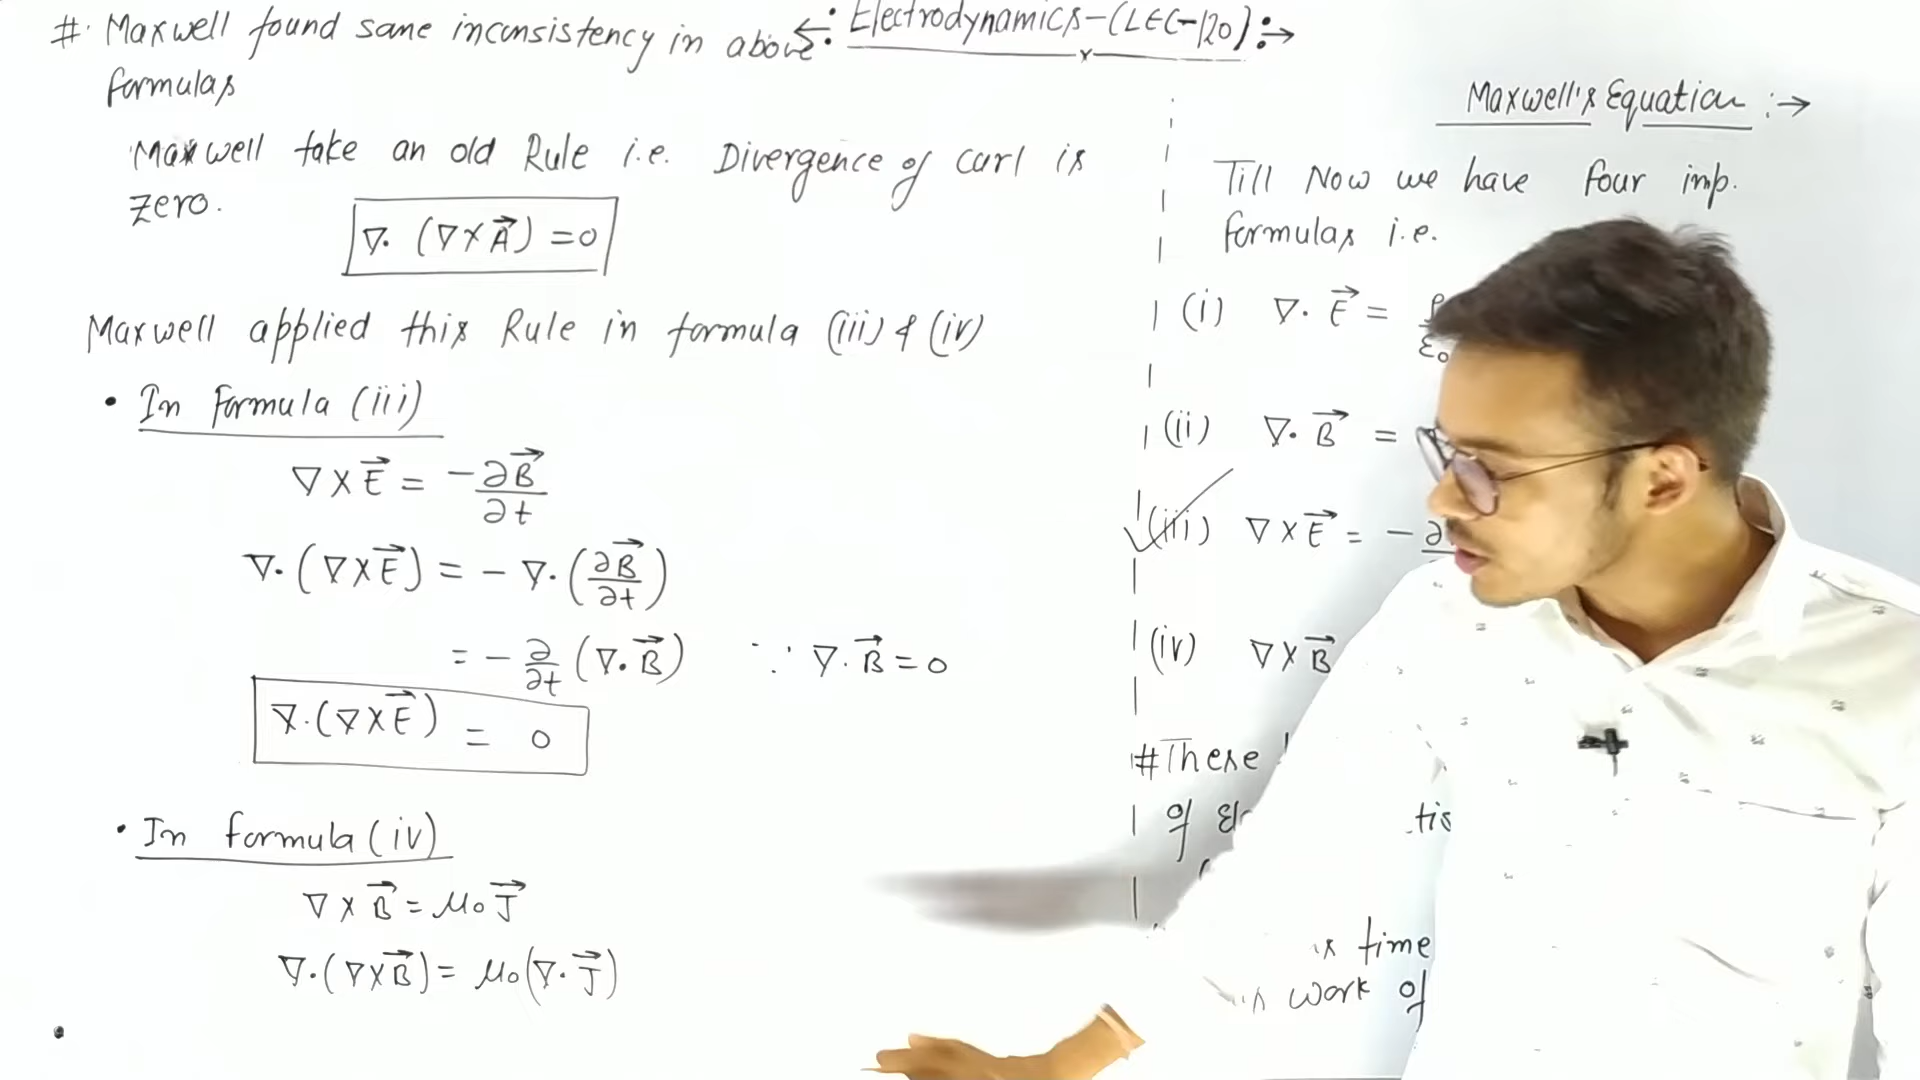 Electrodynamics-(LEC-120)
# Maxwell found same inconsistency in above
formulas
Maxwell take an old Rule i.e. Divergence of Curl is
zero.
∇. (∇×A⃗) = 0
Maxwell applied this Rule in formula (iii) & (iv)
• In formula (iii)
∇×E⃗ = -∂B⃗/∂t
∇.(∇×E⃗) = - ∇.(∂B⃗/∂t)
= - ∂/∂t (∇.B⃗) ∵ ∇.B⃗ = 0
∇.(∇×E⃗) = 0
• In formula (iv)
∇×B⃗ = μ₀J⃗
∇.(∇×B⃗) = μ₀(∇.J⃗)
Maxwell's Equation :→
Till Now we have four imp.
formulas i.e.
(i) ∇. E⃗ = ρ/ε₀
(ii) ∇. B⃗ =
(iii) ∇×E⃗ = - ∂
(iv) ∇×B⃗
# These
of
time
work of